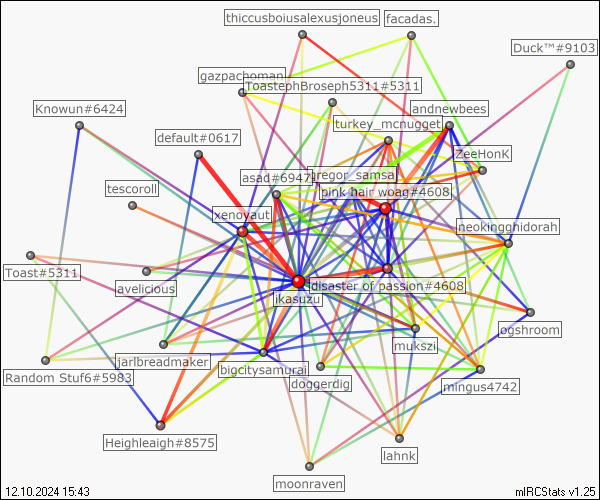 thiccusboiusalexusjoneus
facadas.
Duck™#9103
gazpachoman
ToastephBroseph5311#5311
Knowun#6424
andnewbees
turkey_mcnugget
default#0617
ZeeHonK
asad#6947
gregor_samsa
tescoroll
pink hair woag#4608
xenoyaut
neokingghidorah
Toast#5311
avelicious
disaster of passion#4608
ikasuzu
ogshroom
mukszii
jarlbreadmaker
Random Stuf6#5983
bigcitysamurai
doggerdig
mingus4742
Heighleaigh#8575
lahnk
moonraven
12.10.2024 15:43
mIRCStats v1.25